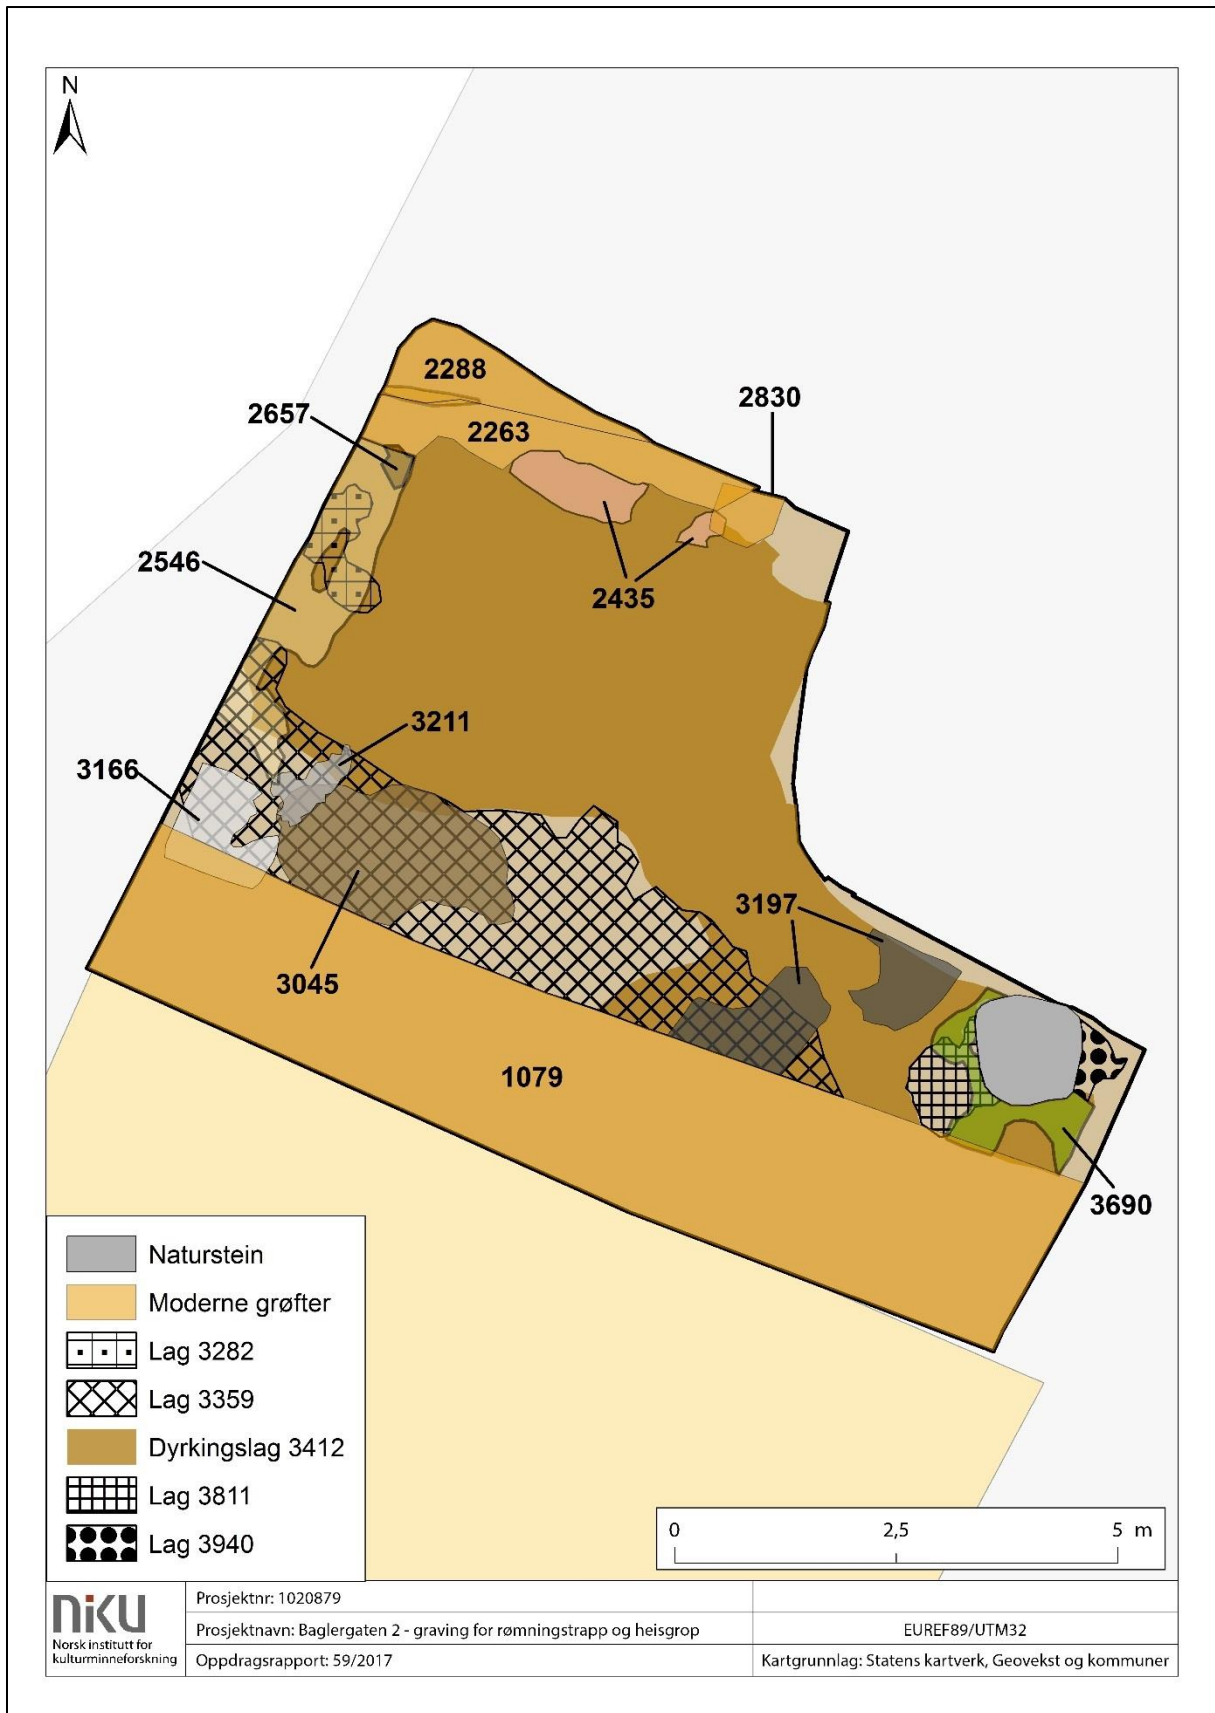 N
2288
2657
2830
2263
2546
2435
3211
3166
3197
3045
1079
3690
Naturstein
Moderne grøfter
Lag 3282
Lag 3359
Dyrkingslag 3412
Lag 3811
Lag 3940
0 2,5 5 m
niku
Norsk institutt for
kulturminneforskning
Prosjektnr: 1020879
Prosjektnavn: Baglergaten 2 - graving for rømningstrapp og heisgrop
EUREF89/UTM32
Oppdragsrapport: 59/2017
Kartgrunnlag: Statens kartverk, Geovekst og kommuner